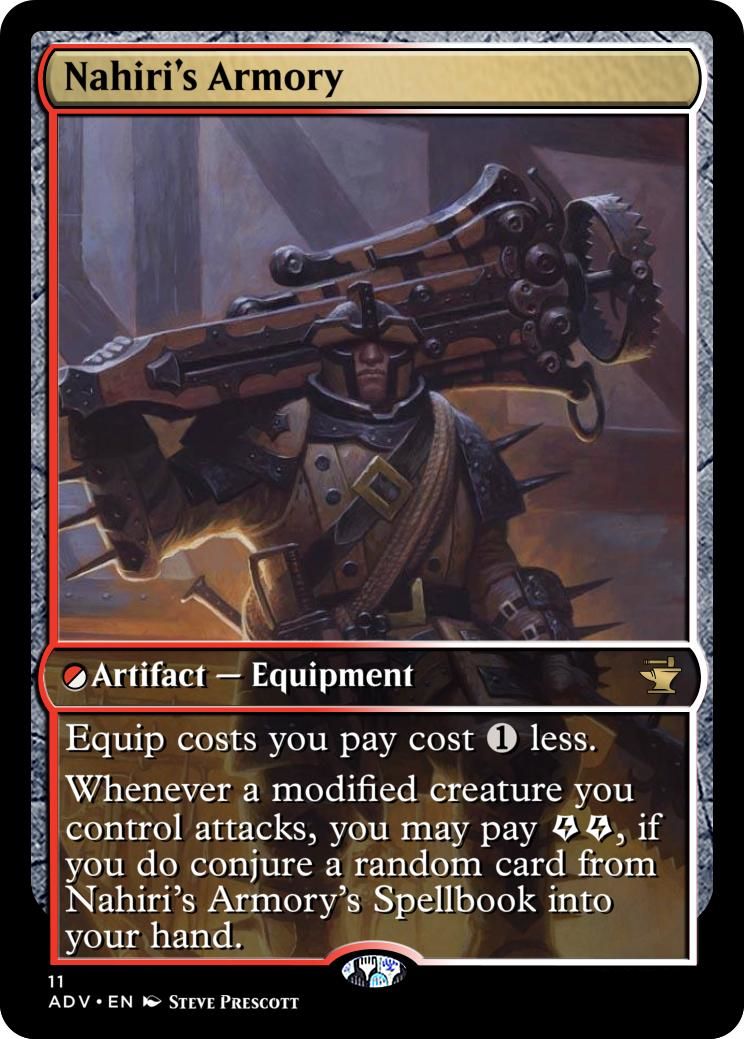 Nahiri's Armory
Artifact — Equipment
Equip costs you pay cost 1 less.
Whenever a modified creature you
control attacks, you may pay ϟϟ, if
you do conjure a random card from
Nahiri's Armory's Spellbook into
your hand.
11
ADV • EN STEVE PRESCOTT